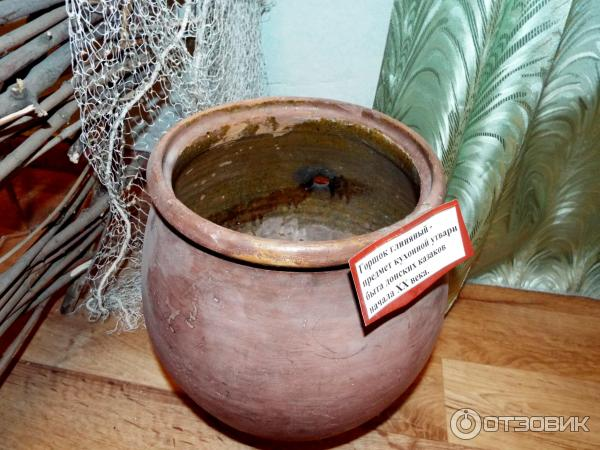 Горшок глиняный -
предмет кухонной утвари
быта донских казаков
начала XX века.
ОТЗОВИК